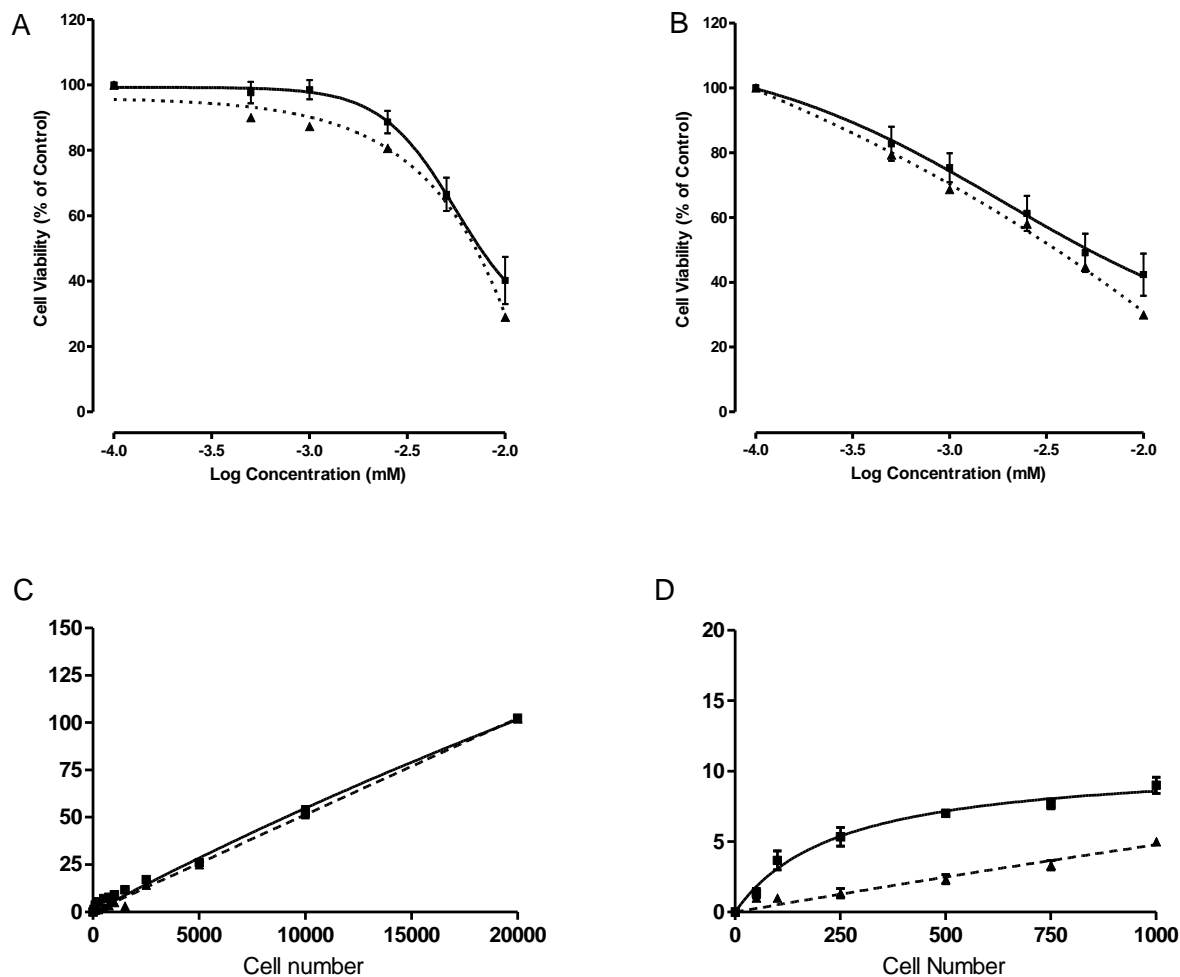 A
120
100
80
60
40
20
0
Cell Viability (% of Control)
-4.0 -3.5 -3.0 -2.5 -2.0
Log Concentration (mM)
B
120
100
80
60
40
20
0
Cell Viability (% of Control)
-4.0 -3.5 -3.0 -2.5 -2.0
Log Concentration (mM)
C
150
125
100
75
50
25
0
0 5000 10000 15000 20000
Cell number
D
20
15
10
5
0
0 250 500 750 1000
Cell Number